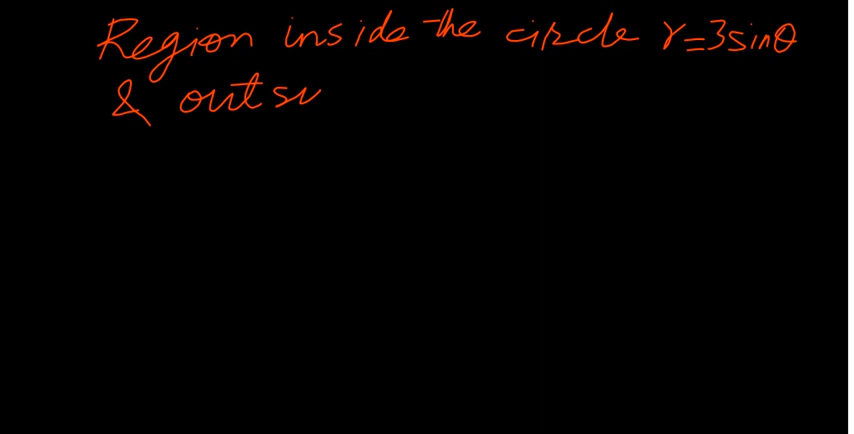 Region inside the circle r=3sinθ
& outsi